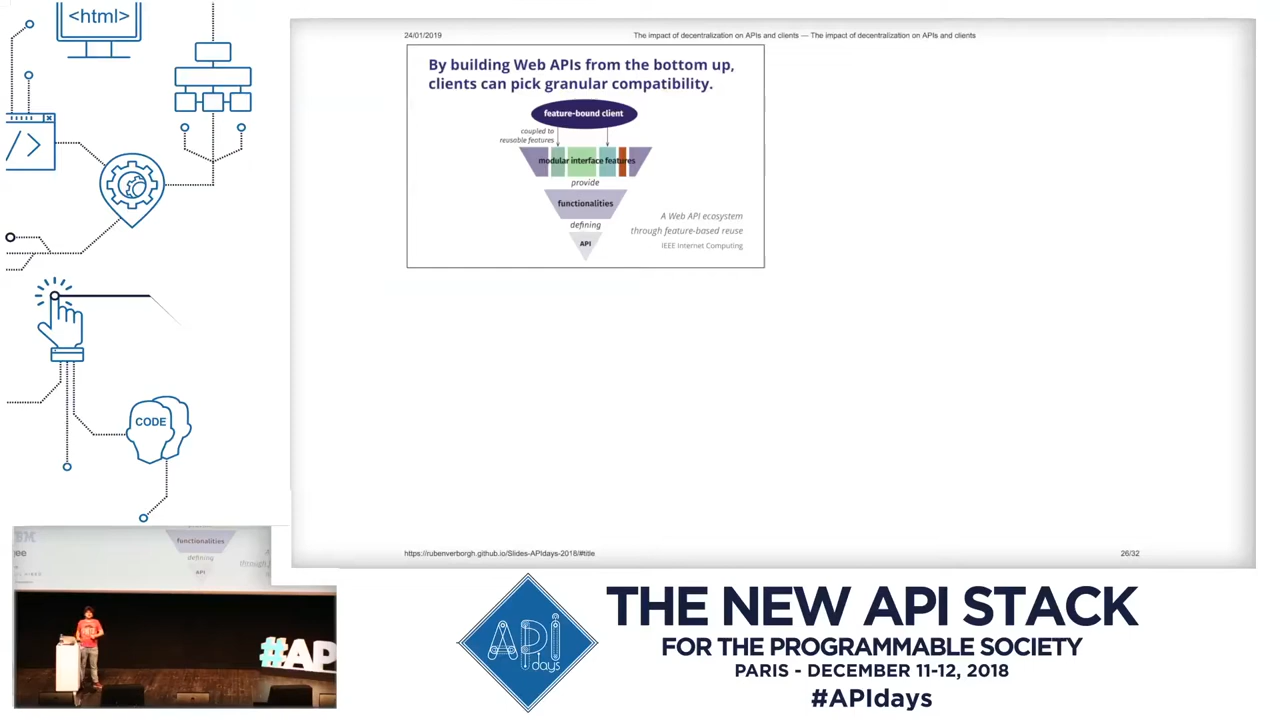 <html>
24/01/2019
The impact of decentralization on APIs and clients — The impact of decentralization on APIs and clients
By building Web APIs from the bottom up,
clients can pick granular compatibility.
feature-bound client
coupled to
reusable features
modular interface features
provide
functionalities
defining
API
A Web API ecosystem
through feature-based reuse
IEEE Internet Computing
</>
CODE
https://rubenverborgh.github.io/Slides-APIdays-2018/#title
26/32
functionalities
defining
API
#AP
API
days
THE NEW API STACK
FOR THE PROGRAMMABLE SOCIETY
PARIS - DECEMBER 11-12, 2018
#APIdays